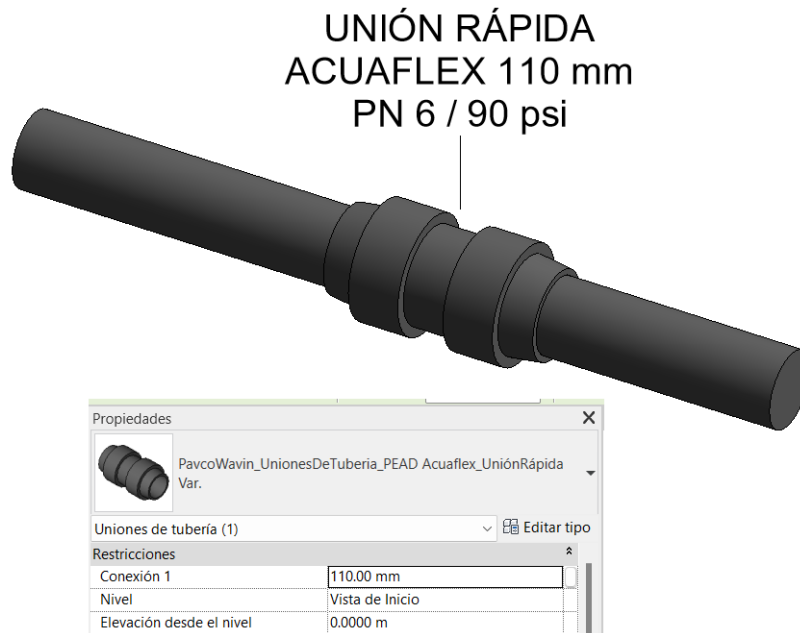 UNIÓN RÁPIDA
ACUAFLEX 110 mm
PN 6 / 90 psi
Propiedades
PavcoWavin_UnionesDeTuberia_PEAD Acuaflex_UniónRápida
Var.
Uniones de tubería (1)
Editar tipo
Restricciones
Conexión 1 110.00 mm
Nivel Vista de Inicio
Elevación desde el nivel 0.0000 m